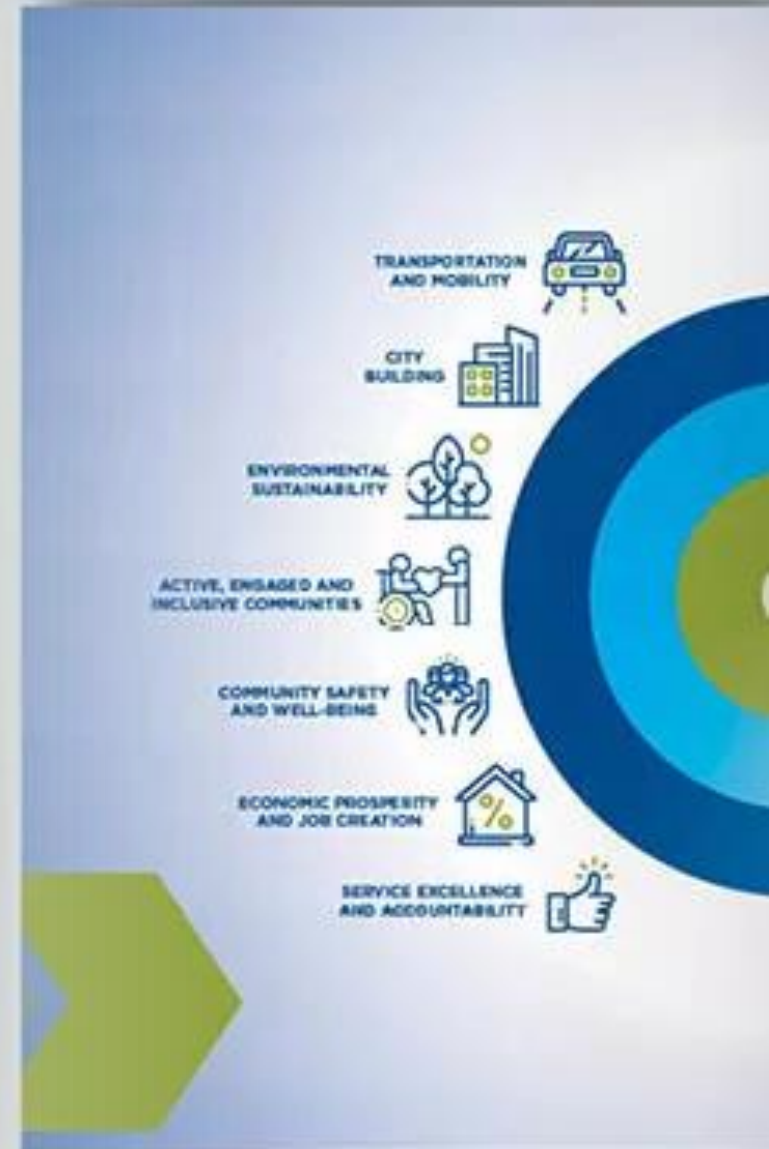 TRANSPORTATION
AND MOBILITY
CITY
BUILDING
ENVIRONMENTAL
SUSTAINABILITY
ACTIVE, ENGAGED AND
INCLUSIVE COMMUNITIES
COMMUNITY SAFETY
AND WELL-BEING
ECONOMIC PROSPERITY
AND JOB CREATION
SERVICE EXCELLENCE
AND ACCOUNTABILITY